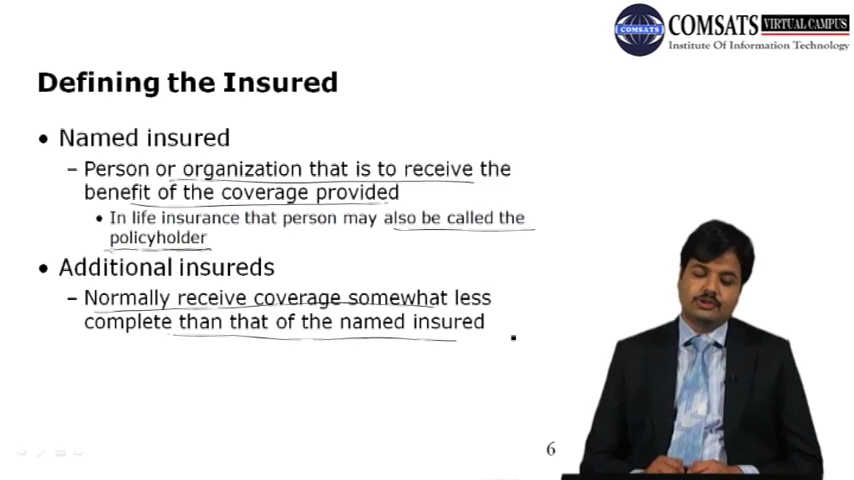 COMSATS VIRTUAL CAMPUS
COMSATS
Institute Of Information Technology
Defining the Insured
• Named insured
– Person or organization that is to receive the
benefit of the coverage provided
• In life insurance that person may also be called the
policyholder
• Additional insureds
– Normally receive coverage somewhat less
complete than that of the named insured
6